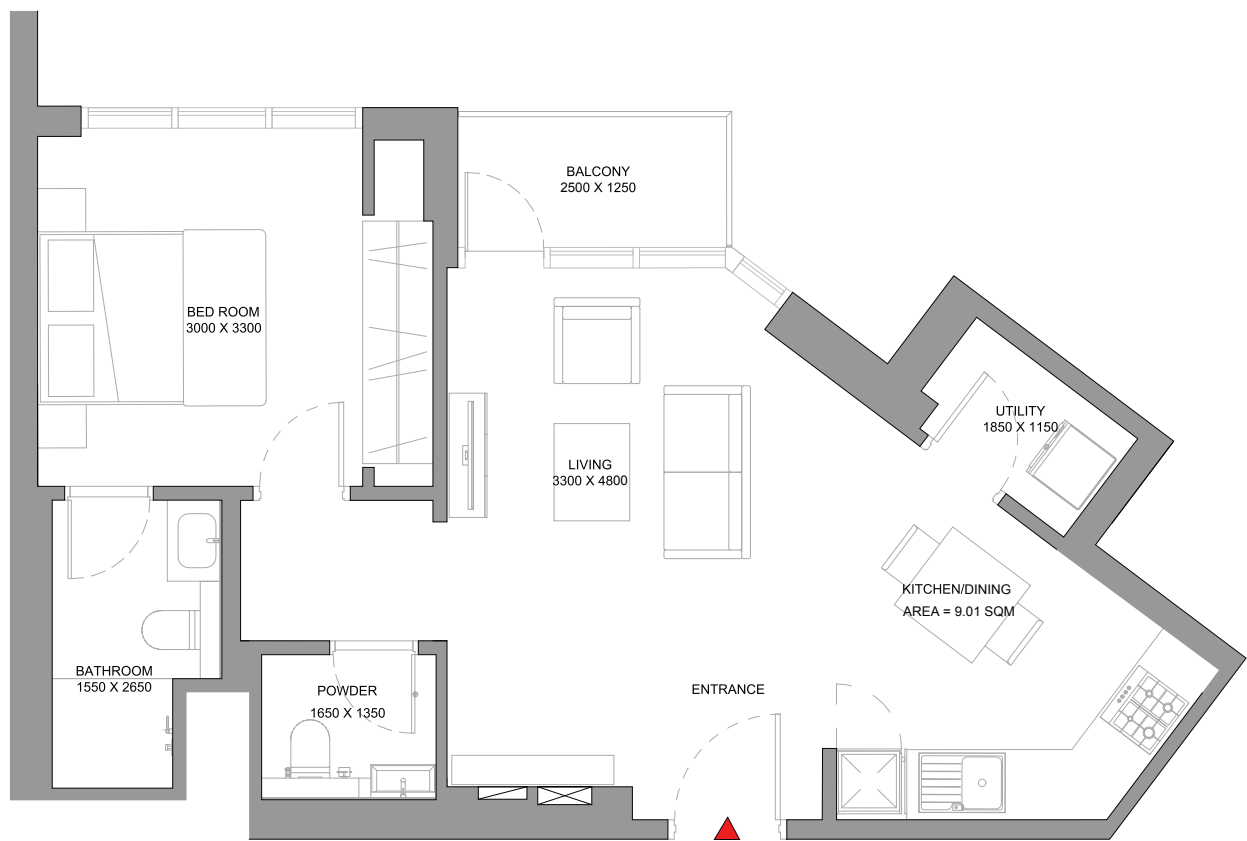 BALCONY
2500 X 1250
BED ROOM
3000 X 3300
UTILITY
1850 X 1150
LIVING
3300 X 4800
KITCHEN/DINING
AREA = 9.01 SQM
BATHROOM
1550 X 2650
POWDER
1650 X 1350
ENTRANCE